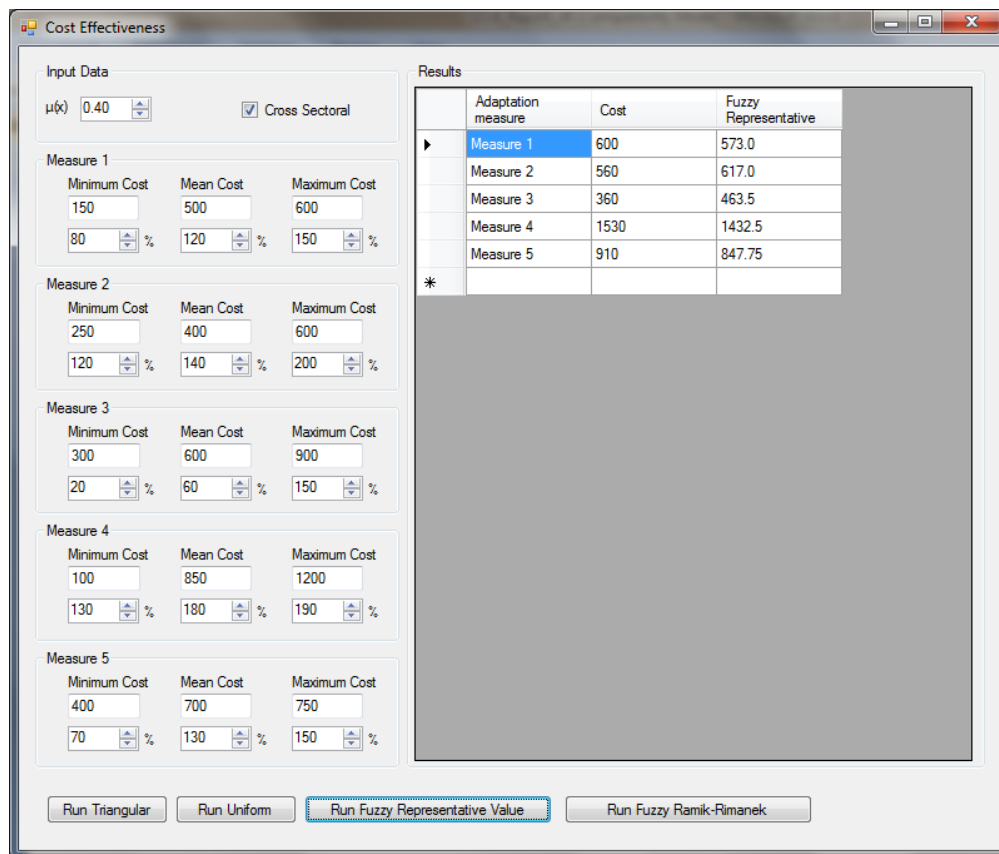 Cost Effectiveness
Input Data
μ(x) 0.40 Cross Sectoral
Measure 1
Minimum Cost Mean Cost Maximum Cost
150 500 600
80 % 120 % 150 %
Measure 2
Minimum Cost Mean Cost Maximum Cost
250 400 600
120 % 140 % 200 %
Measure 3
Minimum Cost Mean Cost Maximum Cost
300 600 900
20 % 60 % 150 %
Measure 4
Minimum Cost Mean Cost Maximum Cost
100 850 1200
130 % 180 % 190 %
Measure 5
Minimum Cost Mean Cost Maximum Cost
400 700 750
70 % 130 % 150 %
Results
Adaptation measure Cost Fuzzy Representative
Measure 1 600 573.0
Measure 2 560 617.0
Measure 3 360 463.5
Measure 4 1530 1432.5
Measure 5 910 847.75
Run Triangular Run Uniform Run Fuzzy Representative Value Run Fuzzy Ramik-Rimanek